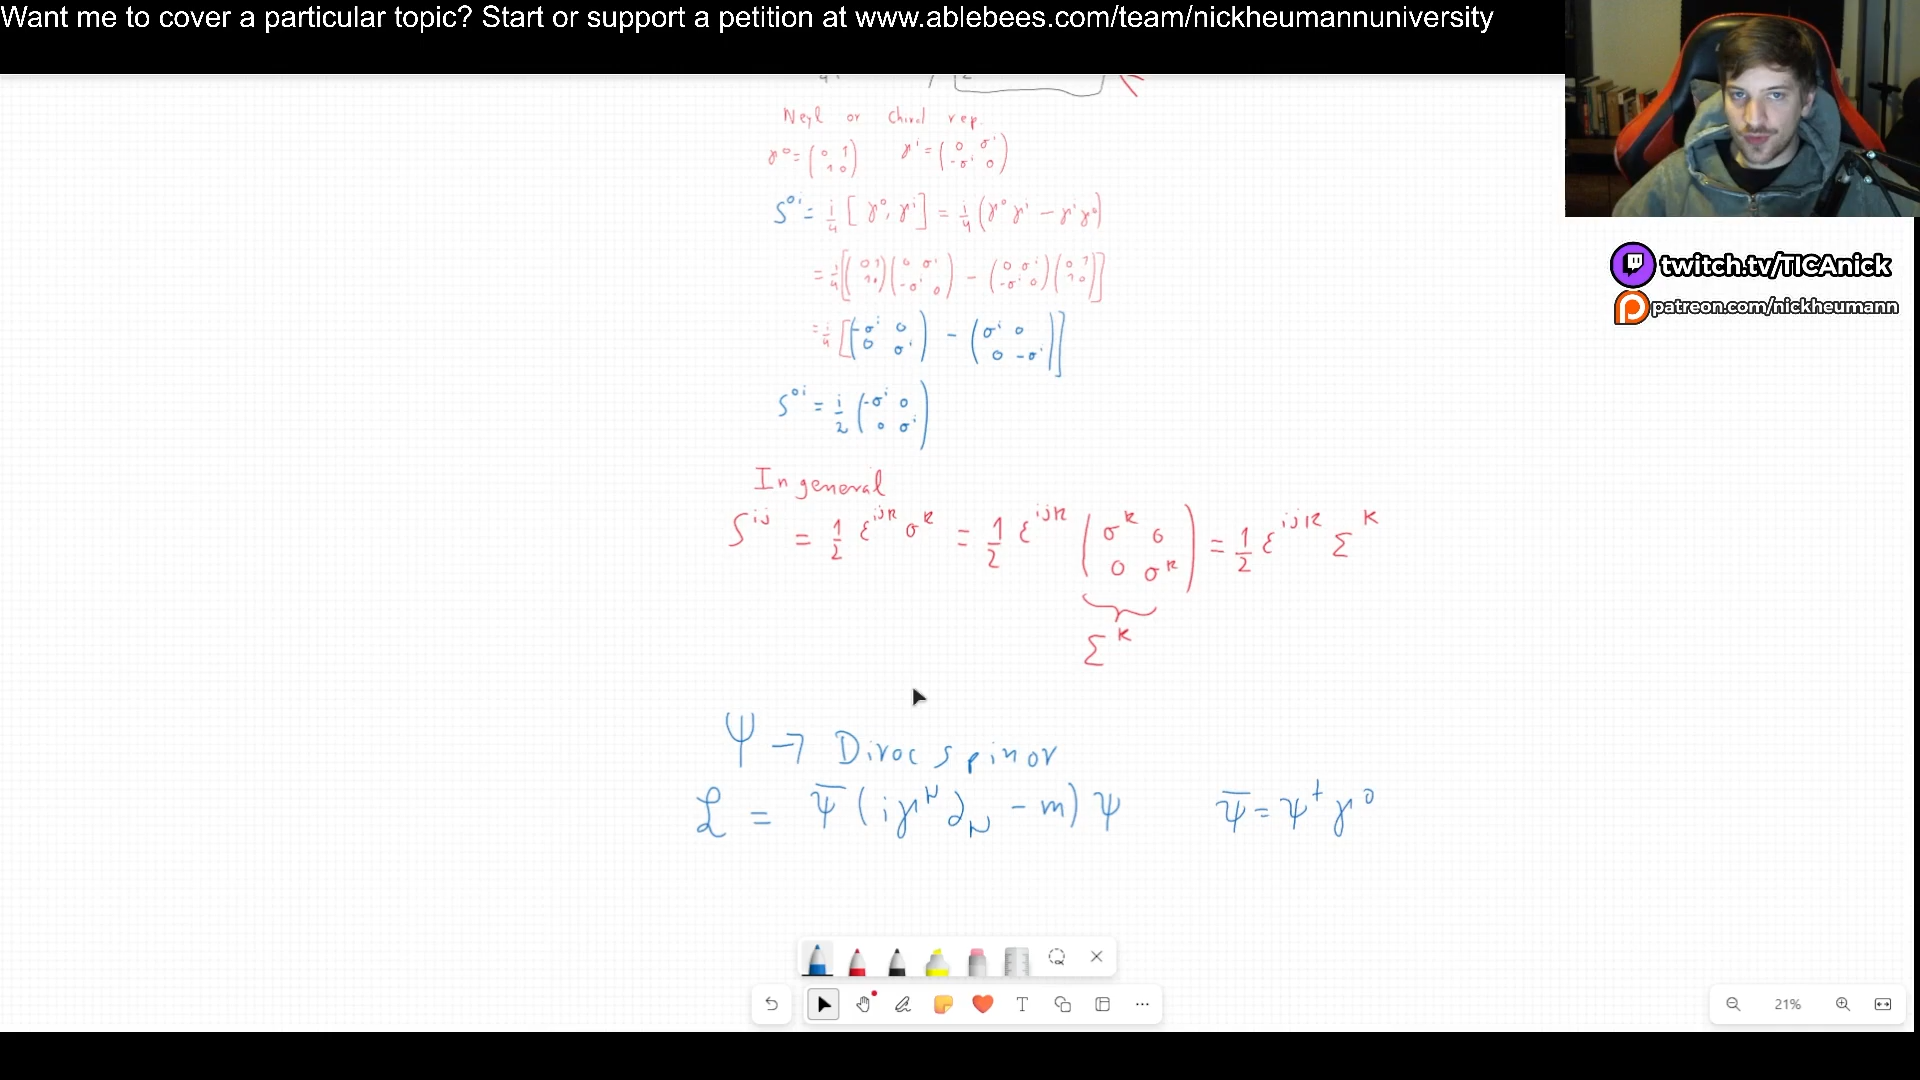 Want me to cover a particular topic? Start or support a petition at www.ablebees.com/team/nickheumannuniversity
twitch.tv/TICAnick
patreon.com/nickheumann
Weyl or Chiral rep.
γ⁰ = (0 1 1 0) γⁱ = (0 σⁱ -σⁱ 0)
S⁰ⁱ = i/4 [γ⁰, γⁱ] = i/4 (γ⁰γⁱ - γⁱγ⁰)
= i/4 [(0 1 1 0)(0 σⁱ -σⁱ 0) - (0 σⁱ -σⁱ 0)(0 1 1 0)]
= i/4 [(-σⁱ 0 0 σⁱ) - (σⁱ 0 0 -σⁱ)]
S⁰ⁱ = i/2 (-σⁱ 0 0 σⁱ)
In general
Sⁱʲ = 1/2 εⁱʲᵏ σᵏ = 1/2 εⁱʲᵏ (σᵏ 0 0 σᵏ) = 1/2 εⁱʲᵏ Σᵏ
Σᵏ
Ψ → Dirac spinor
ℒ = ψ̄ (iγ^μ ∂_μ - m) ψ ψ̄ = ψ† γ⁰
21%